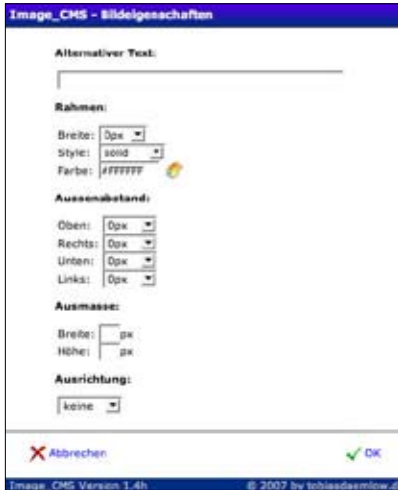 Image_CMS - Bildeigenschaften
Alternativer Text:
Rahmen:
Breite: 0px
Style: solid
Farbe: #FFFFFF
Aussenabstand:
Oben: 0px
Rechts: 0px
Unten: 0px
Links: 0px
Ausmasse:
Breite: px
Höhe: px
Ausrichtung:
keine
Abbrechen OK
Image_CMS Version 1.4h © 2007 by tobiasdaemlow.d